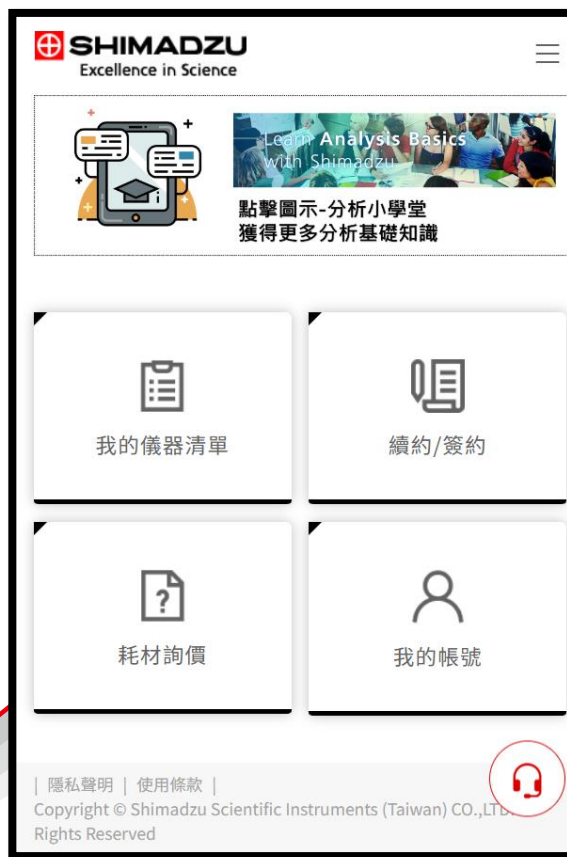 SHIMADZU
Excellence in Science
Learn Analysis Basics
with Shimadzu
點擊圖示-分析小學堂
獲得更多分析基礎知識
我的儀器清單
續約/簽約
?
耗材詢價
我的帳號
| 隱私聲明 | 使用條款 |
Copyright © Shimadzu Scientific Instruments (Taiwan) CO.,LTD.
Rights Reserved